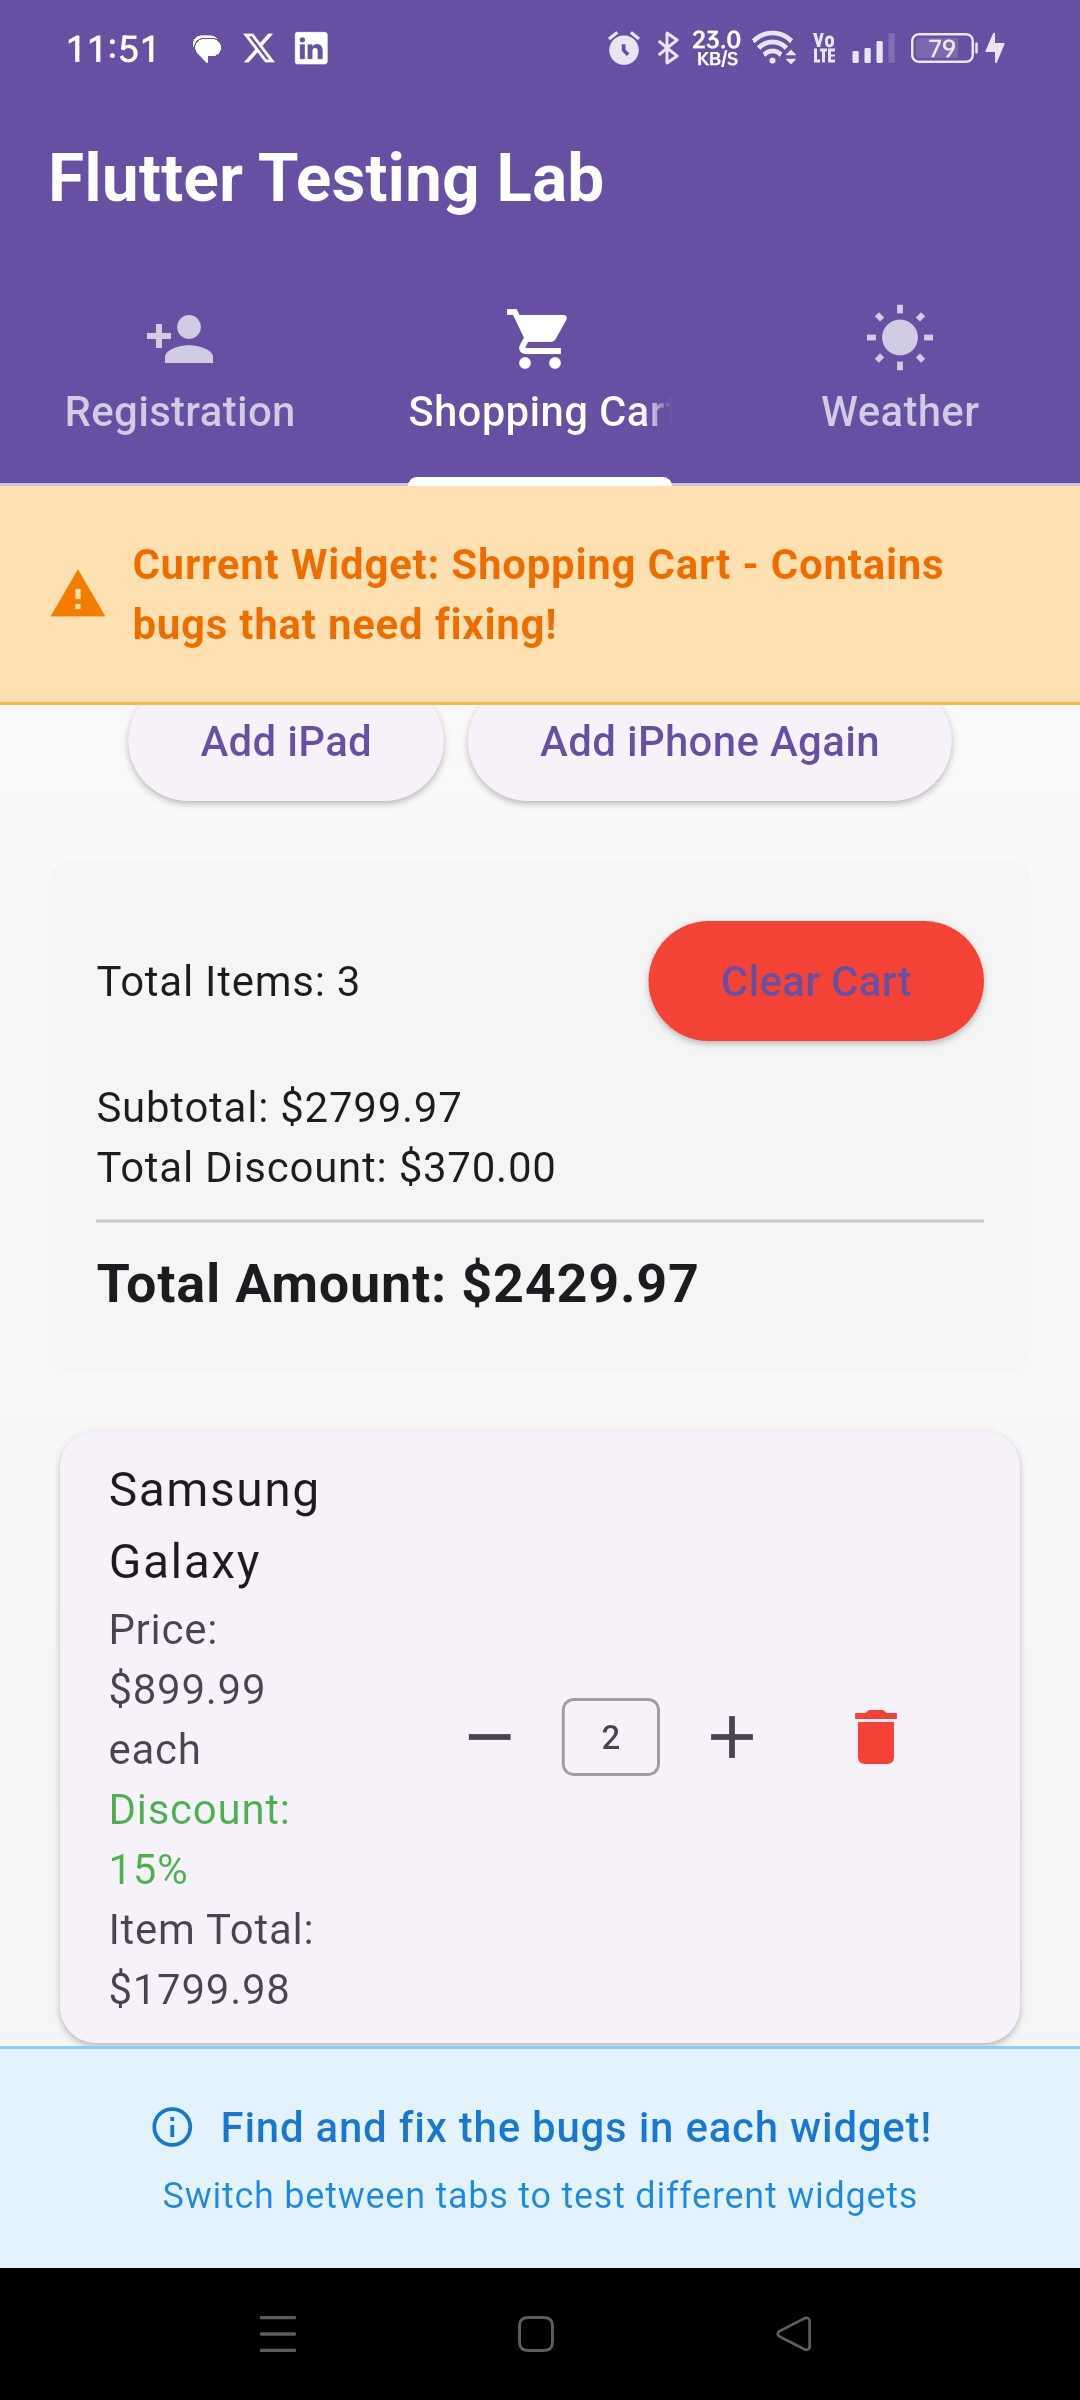 11:51
23.0
KB/S
Vo
LTE
79
Flutter Testing Lab
Registration
Shopping Car
Weather
Current Widget: Shopping Cart - Contains
bugs that need fixing!
Add iPad
Add iPhone Again
Total Items: 3
Clear Cart
Subtotal: $2799.97
Total Discount: $370.00
Total Amount: $2429.97
Samsung
Galaxy
Price:
$899.99
each
Discount:
15%
Item Total:
$1799.98
2
Find and fix the bugs in each widget!
Switch between tabs to test different widgets